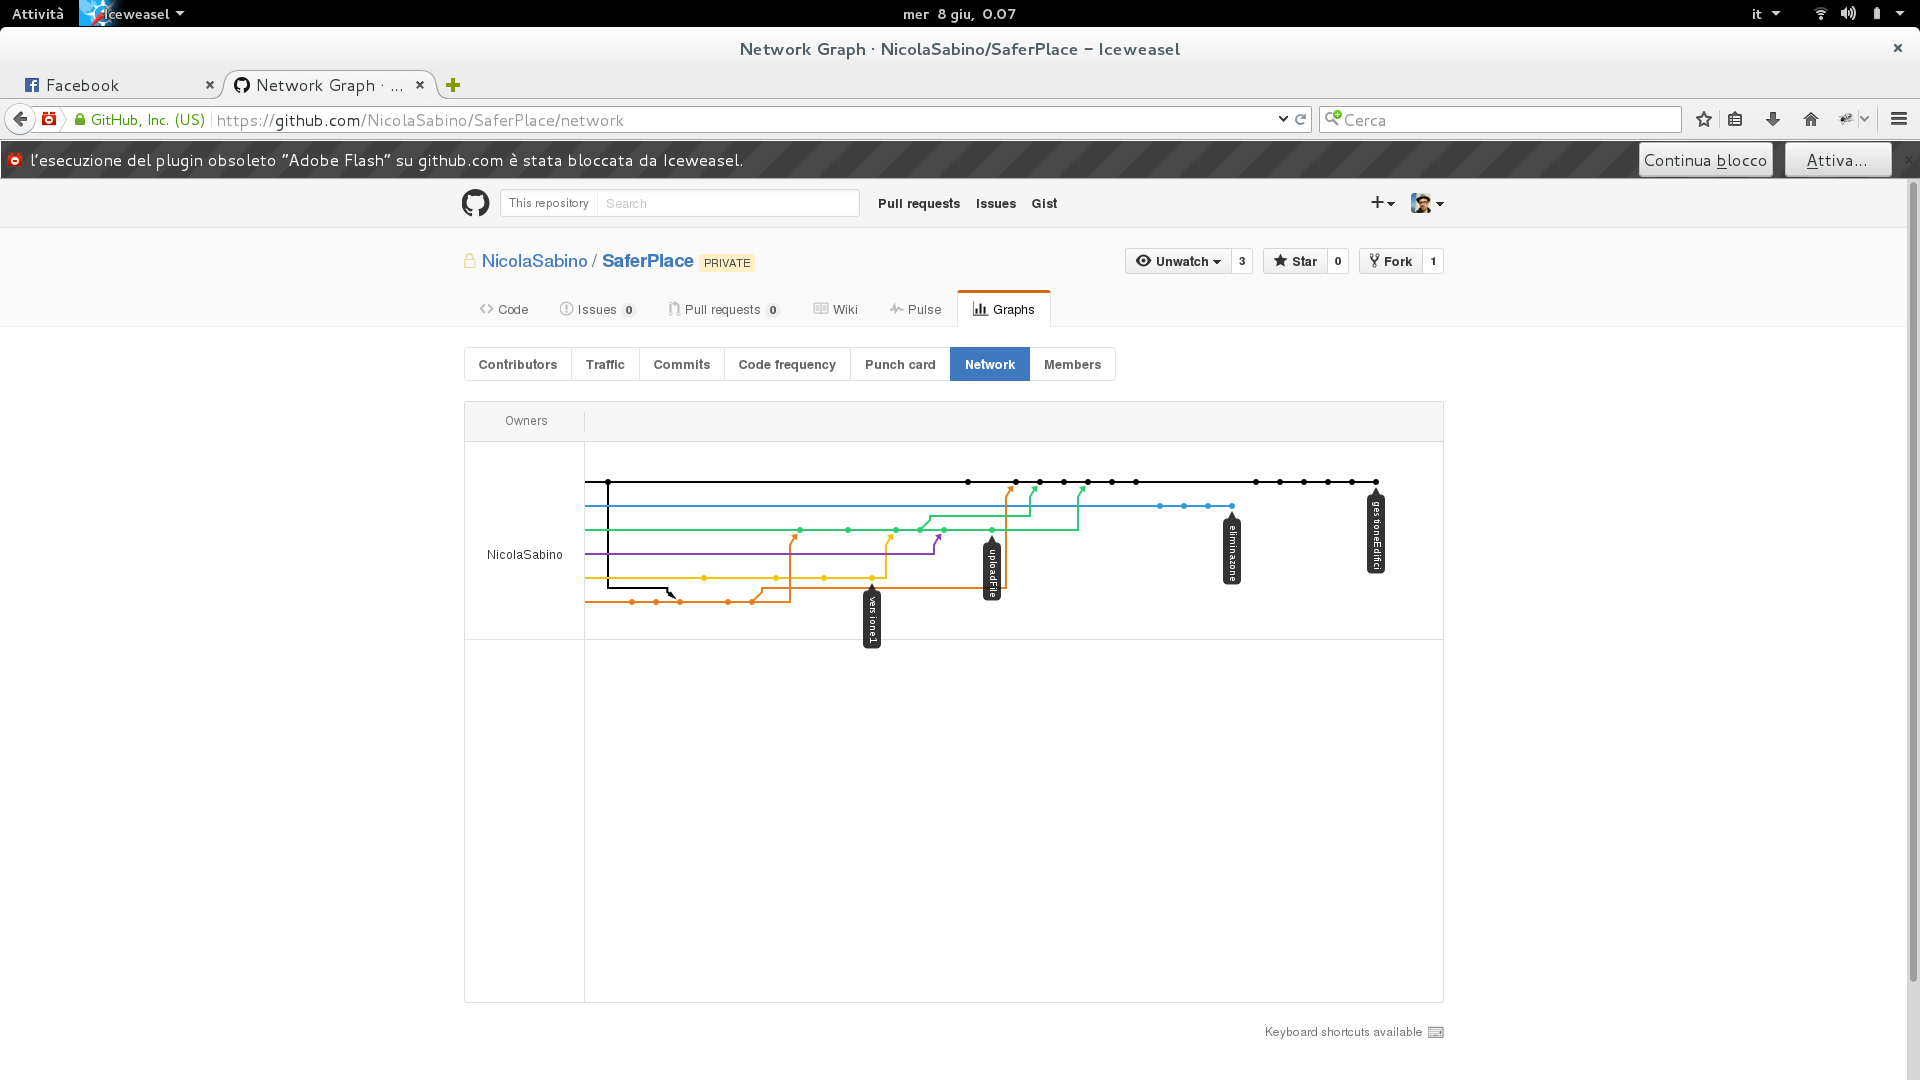 Attività
Iceweasel
mer 8 giu, 0.07
it
Network Graph · NicolaSabino/SaferPlace – Iceweasel
Facebook
Network Graph · ...
GitHub, Inc. (US)
https://github.com/NicolaSabino/SaferPlace/network
Cerca
l'esecuzione del plugin obsoleto "Adobe Flash" su github.com è stata bloccata da Iceweasel.
Continua blocco
Attiva...
This repository
Search
Pull requests
Issues
Gist
NicolaSabino / SaferPlace
PRIVATE
Unwatch
3
Star
0
Fork
1
Code
Issues 0
Pull requests 0
Wiki
Pulse
Graphs
Contributors
Traffic
Commits
Code frequency
Punch card
Network
Members
Owners
NicolaSabino
gestioneEdifici
eliminazone
uploadFile
versione1
Keyboard shortcuts available